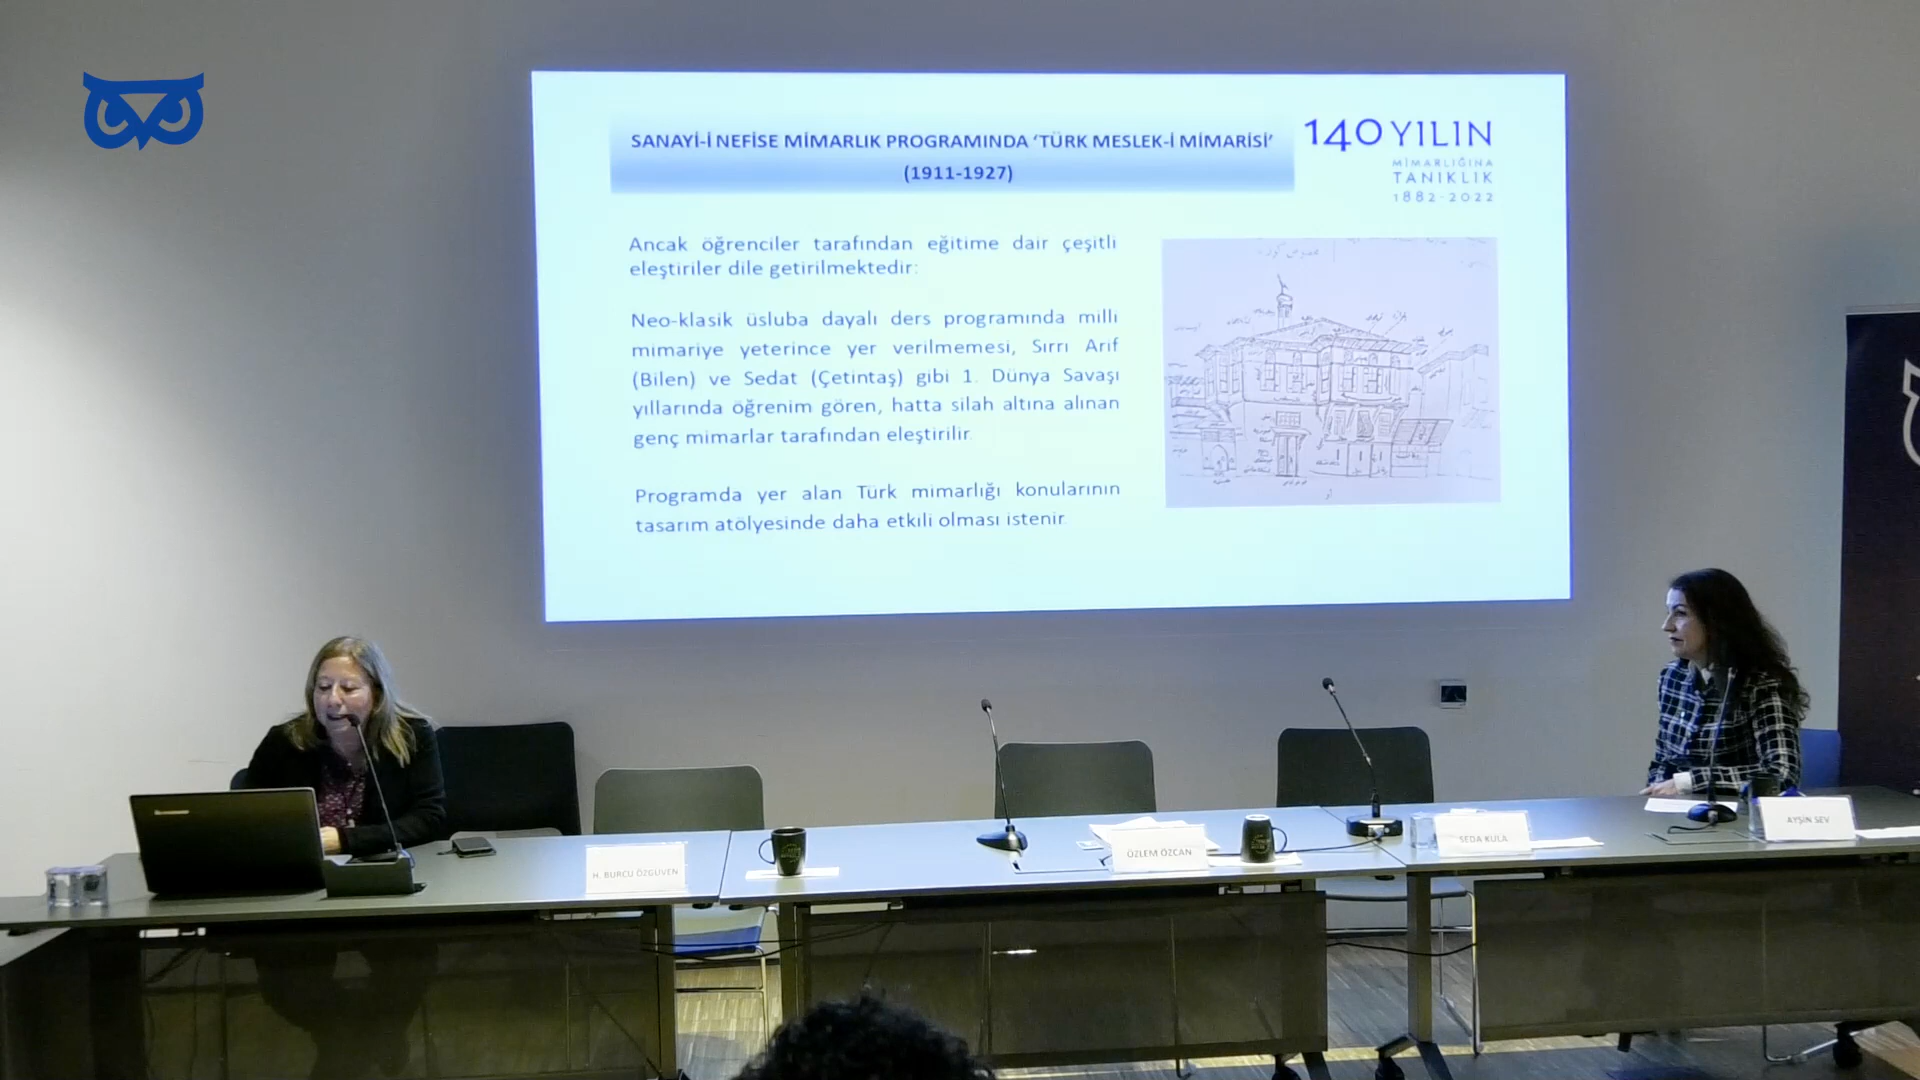 SANAYİ-İ NEFİSE MİMARLIK PROGRAMINDA ‘TÜRK MESLEK-İ MİMARİSİ’
(1911-1927)
140 YILIN
MİMARLIĞINA
TANIKLIK
1882-2022
Ancak öğrenciler tarafından eğitime dair çeşitli
eleştiriler dile getirilmektedir:
Neo-klasik üsluba dayalı ders programında milli
mimariye yeterince yer verilmemesi, Sırrı Arif
(Bilen) ve Sedat (Çetintaş) gibi 1. Dünya Savaşı
yıllarında öğrenim gören, hatta silah altına alınan
genç mimarlar tarafından eleştirilir.
Programda yer alan Türk mimarlığı konularının
tasarım atölyesinde daha etkili olması istenir.
H. BURCU ÖZGÜVEN
ÖZLEM ÖZCAN
SEDA KULA
AYŞİN SEV